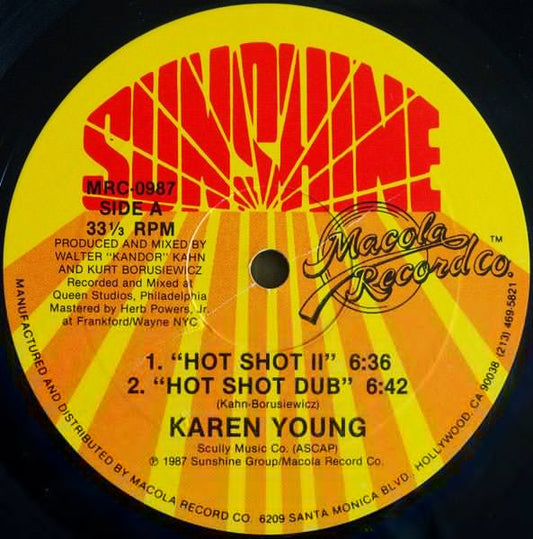 SUNSHINE
MRC-0987
SIDE A
33⅓ RPM
PRODUCED AND MIXED BY
WALTER "KANDOR" KAHN
AND KURT BORUSIEWICZ
Recorded and Mixed at
Queen Studios, Philadelphia
Mastered by Herb Powers, Jr.
at Frankford/Wayne NYC
Macola
Record Co.™
1. "HOT SHOT II" 6:36
2. "HOT SHOT DUB" 6:42
(Kahn-Borusiewicz)
KAREN YOUNG
Scully Music Co. (ASCAP)
℗ 1987 Sunshine Group/Macola Record Co.
MANUFACTURED AND DISTRIBUTED BY MACOLA RECORD CO. 6209 SANTA MONICA BLVD., HOLLYWOOD, CA 90038 (213) 469-5821